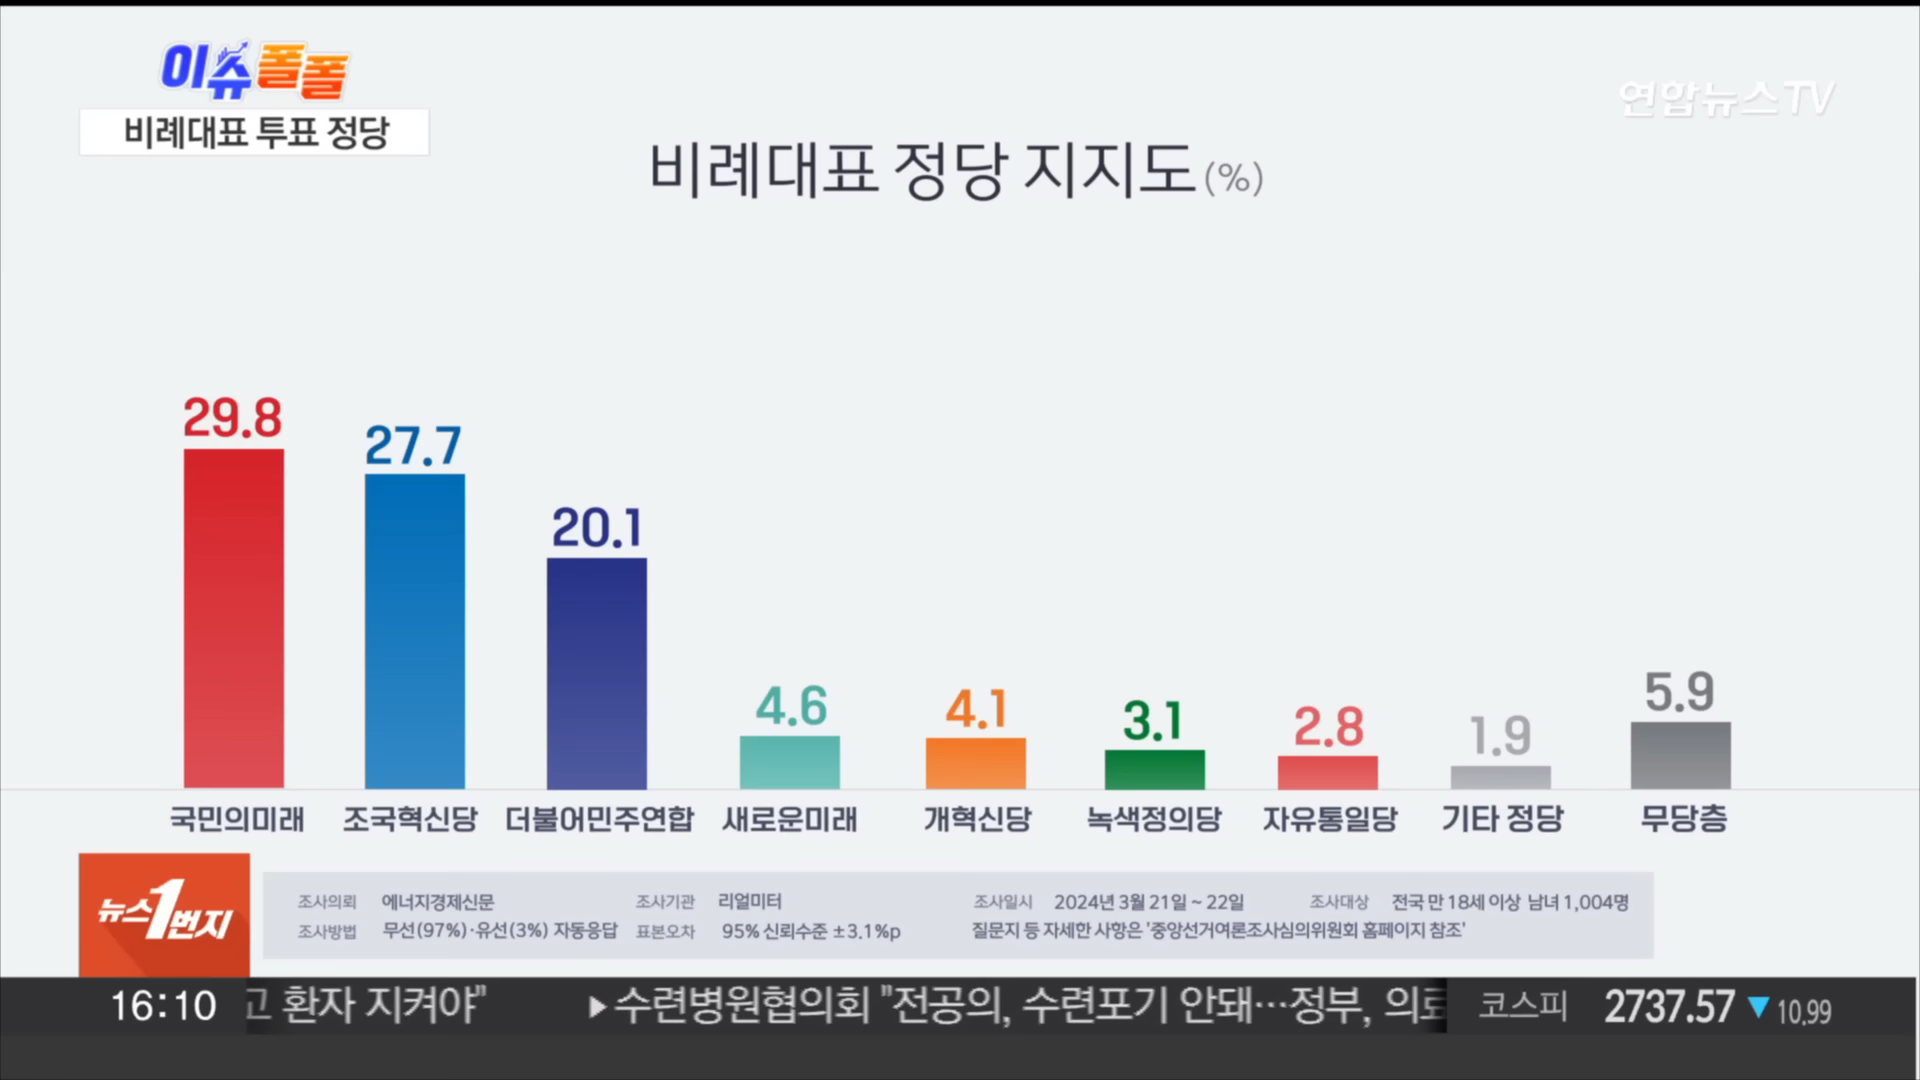 이슈폴폴
비례대표 투표 정당
연합뉴스TV
비례대표 정당 지지도(%)
29.8
27.7
20.1
4.6
4.1
3.1
2.8
1.9
5.9
국민의미래 조국혁신당 더불어민주연합 새로운미래 개혁신당 녹색정의당 자유통일당 기타 정당 무당층
뉴스1번지
조사의뢰 에너지경제신문 조사기관 리얼미터 조사일시 2024년 3월 21일 ~ 22일 조사대상 전국 만 18세 이상 남녀 1,004명
조사방법 무선(97%)·유선(3%) 자동응답 표본오차 95% 신뢰수준 ±3.1%p 질문지 등 자세한 사항은 '중앙선거여론조사심의위원회 홈페이지 참조'
16:10 고 환자 지켜야" ▶수련병원협의회 "전공의, 수련포기 안돼…정부, 의료 코스피 2737.57 ▼ 10.99